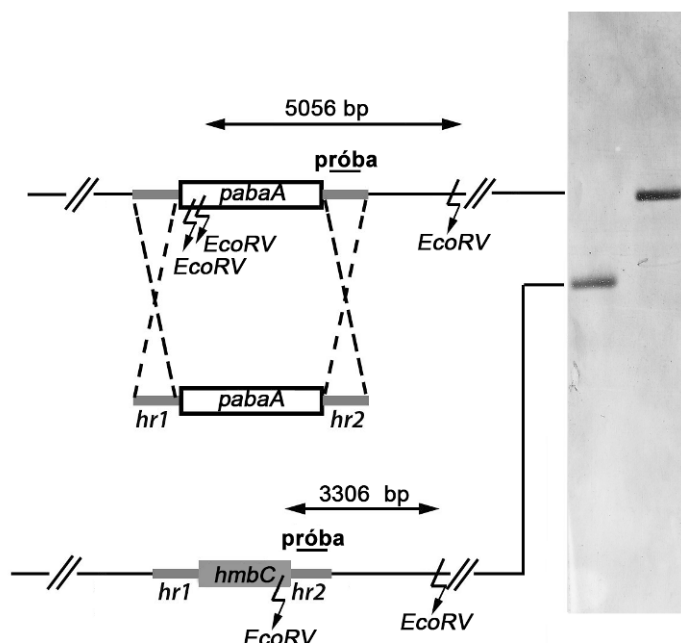 5056 bp
próba
pabaA
EcoRV
EcoRV
EcoRV
pabaA
hr1
hr2
3306 bp
próba
hmbC
hr1
hr2
EcoRV
EcoRV